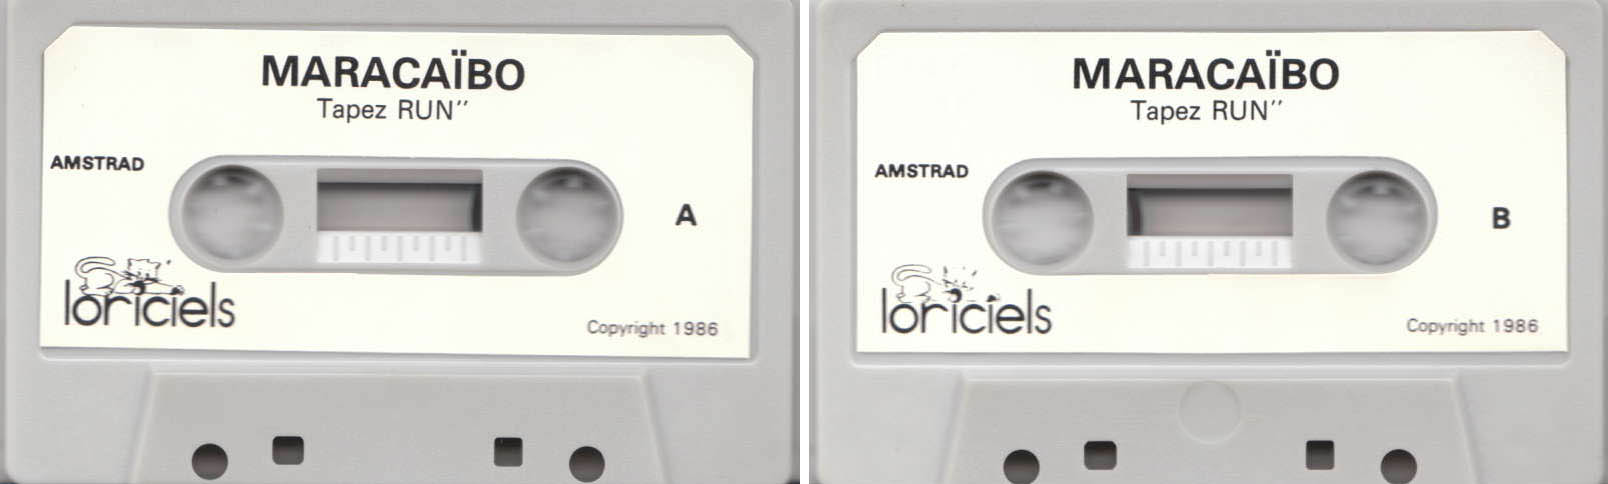 MARACAÏBO
Tapez RUN''
AMSTRAD
A
loriciels
Copyright 1986
MARACAÏBO
Tapez RUN''
AMSTRAD
B
loriciels
Copyright 1986